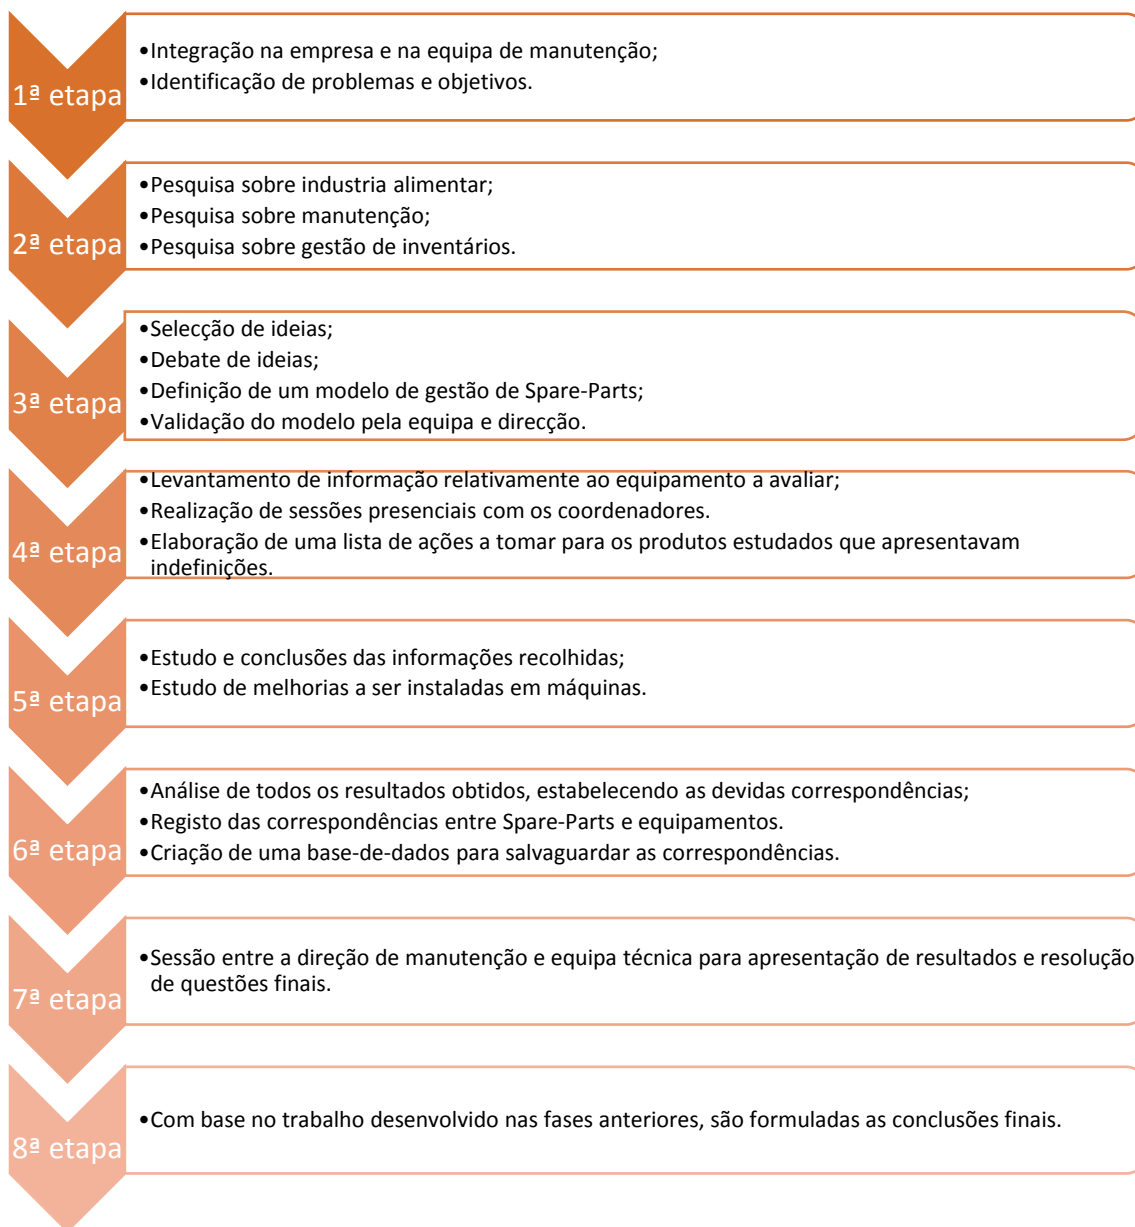 1ª etapa
•Integração na empresa e na equipa de manutenção;
•Identificação de problemas e objetivos.
2ª etapa
•Pesquisa sobre industria alimentar;
•Pesquisa sobre manutenção;
•Pesquisa sobre gestão de inventários.
3ª etapa
•Selecção de ideias;
•Debate de ideias;
•Definição de um modelo de gestão de Spare-Parts;
•Validação do modelo pela equipa e direcção.
4ª etapa
•Levantamento de informação relativamente ao equipamento a avaliar;
•Realização de sessões presenciais com os coordenadores.
•Elaboração de uma lista de ações a tomar para os produtos estudados que apresentavam
indefinições.
5ª etapa
•Estudo e conclusões das informações recolhidas;
•Estudo de melhorias a ser instaladas em máquinas.
6ª etapa
•Análise de todos os resultados obtidos, estabelecendo as devidas correspondências;
•Registo das correspondências entre Spare-Parts e equipamentos.
•Criação de uma base-de-dados para salvaguardar as correspondências.
7ª etapa
•Sessão entre a direção de manutenção e equipa técnica para apresentação de resultados e resolução
de questões finais.
8ª etapa
•Com base no trabalho desenvolvido nas fases anteriores, são formuladas as conclusões finais.